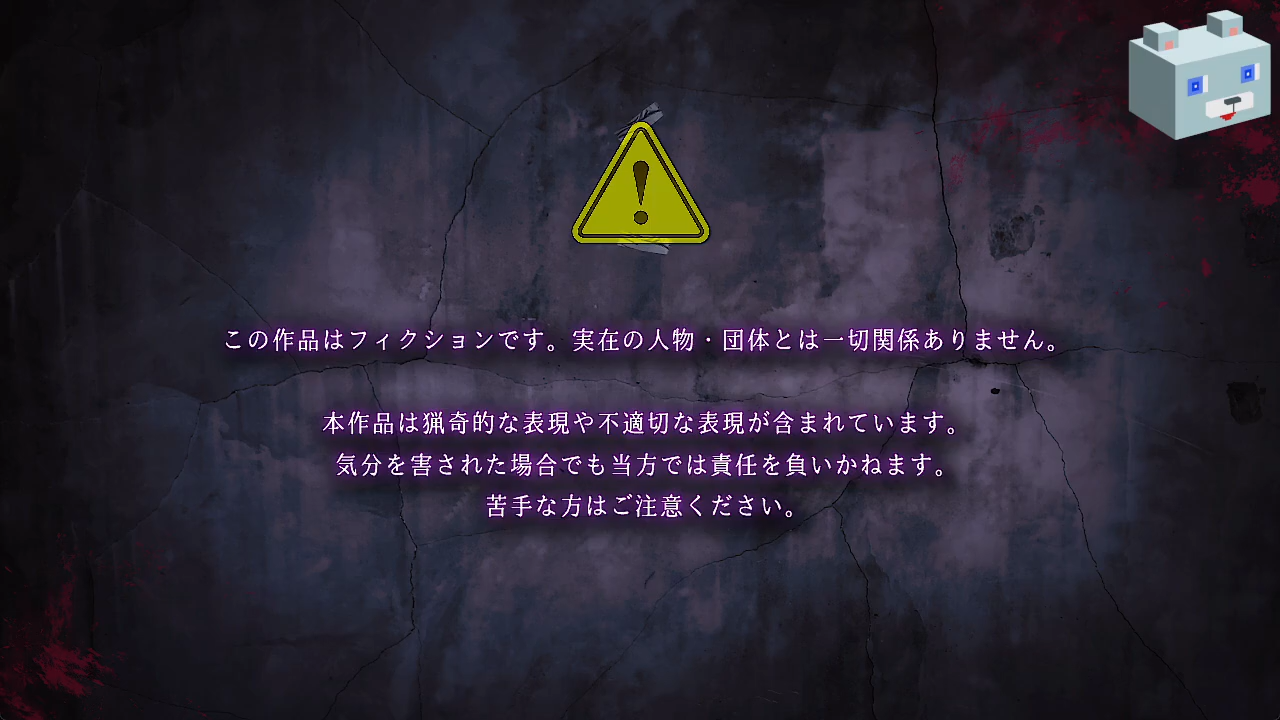 この作品はフィクションです。実在の人物・団体とは一切関係ありません。
本作品は猟奇的な表現や不適切な表現が含まれています。
気分を害された場合でも当方では責任を負いかねます。
苦手な方はご注意ください。